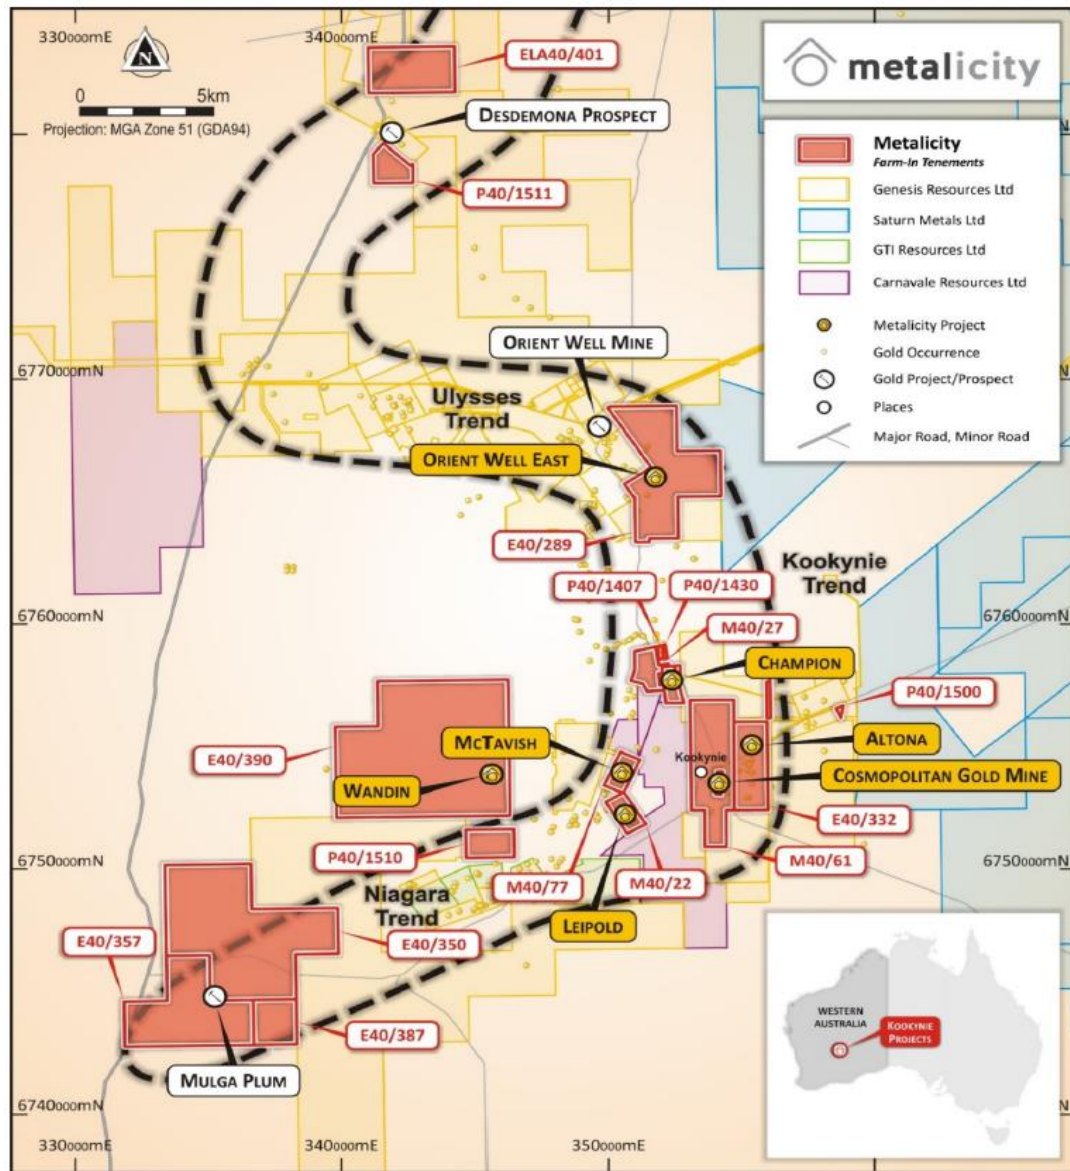 330000mE
340000mE
N
0 5km
Projection: MGA Zone 51 (GDA94)
ELA40/401
DESDEMONA PROSPECT
P40/1511
metalicity
Metalicity
Farm-In Tenements
Genesis Resources Ltd
Saturn Metals Ltd
GTI Resources Ltd
Carnavale Resources Ltd
Metalicity Project
Gold Occurrence
Gold Project/Prospect
Places
Major Road, Minor Road
6770000mN
ORIENT WELL MINE
Ulysses
Trend
ORIENT WELL EAST
E40/289
Kookynie
Trend
P40/1407
P40/1430
M40/27
6760000mN
6760000mN
CHAMPION
P40/1500
E40/390
MCTAVISH
WANDIN
Kookynie
ALTONA
COSMOPOLITAN GOLD MINE
E40/332
P40/1510
M40/61
6750000mN
6750000mN
M40/77
M40/22
Niagara
Trend
LEIPOLD
E40/357
E40/350
E40/387
MULGA PLUM
WESTERN
AUSTRALIA
KOOKYNIE
PROJECTS
6740000mN
330000mE
340000mE
350000mE